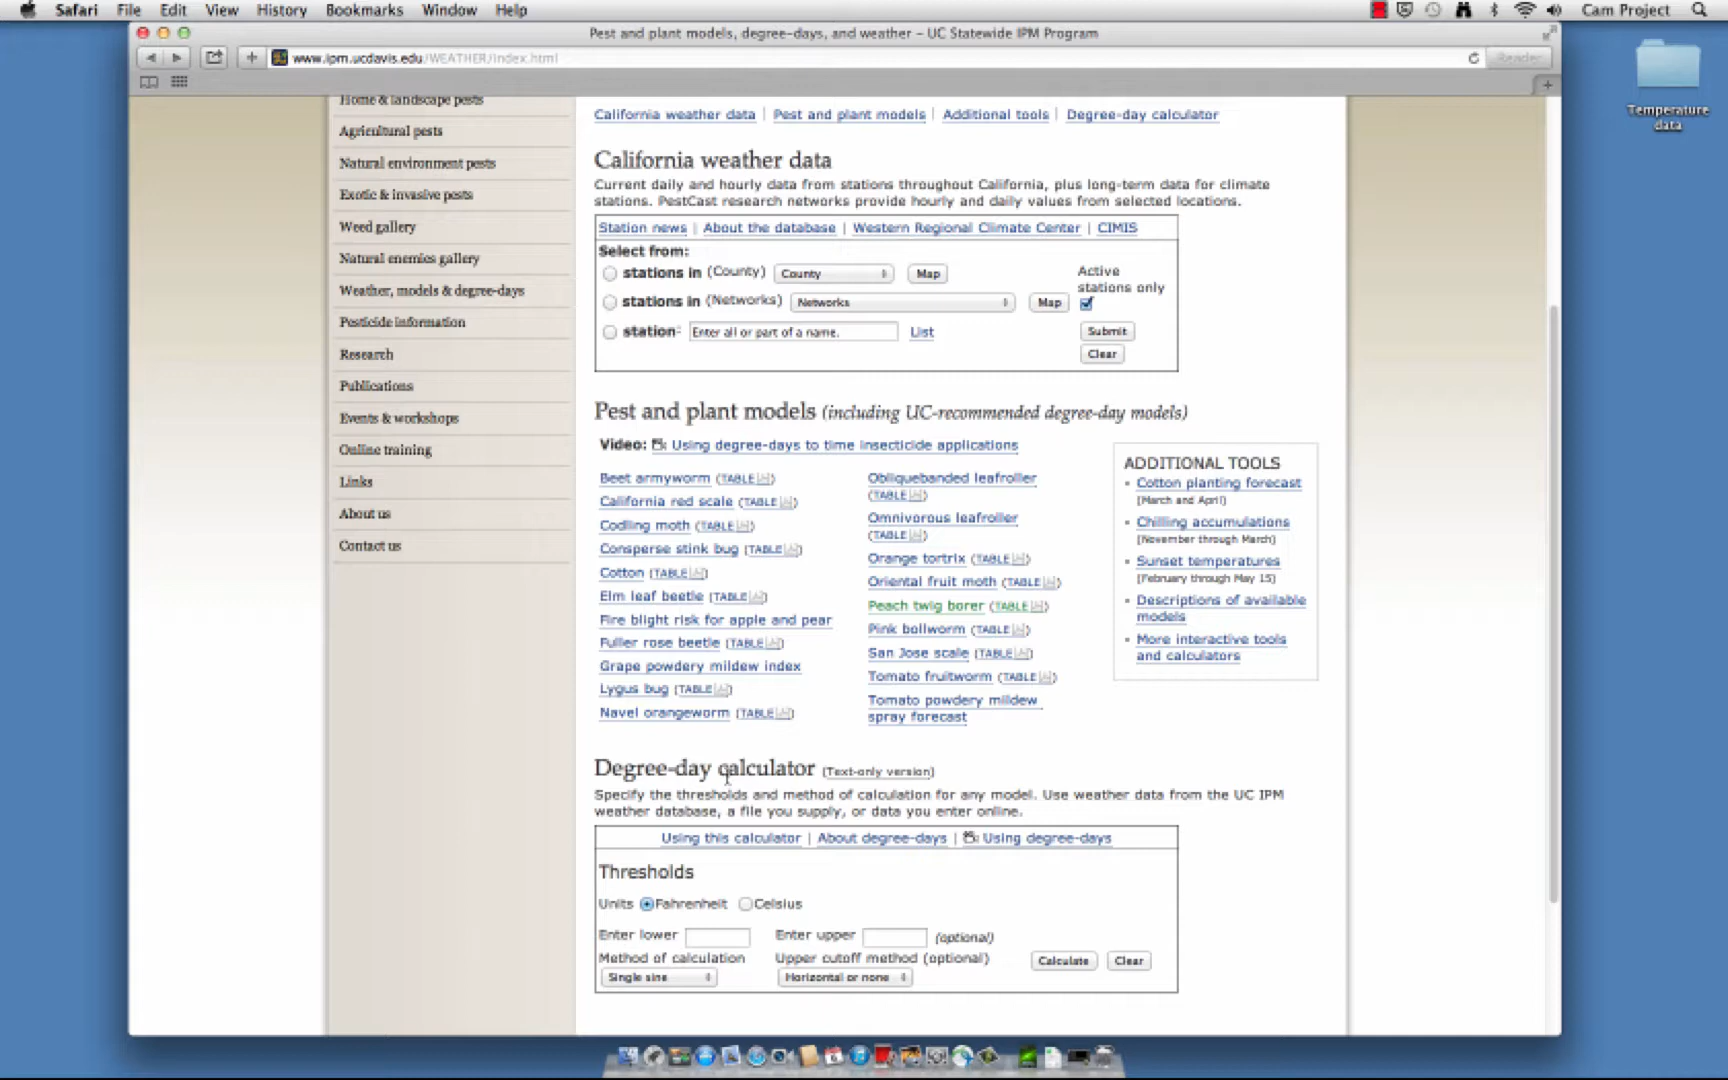 Safari File Edit View History Bookmarks Window Help Cam Project
Pest and plant models, degree-days, and weather – UC Statewide IPM Program
www.ipm.ucdavis.edu/WEATHER/index.html Reader
Temperature data
Home & landscape pests
Agricultural pests
Natural environment pests
Exotic & invasive pests
Weed gallery
Natural enemies gallery
Weather, models & degree-days
Pesticide information
Research
Publications
Events & workshops
Online training
Links
About us
Contact us
California weather data | Pest and plant models | Additional tools | Degree-day calculator
California weather data
Current daily and hourly data from stations throughout California, plus long-term data for climate
stations. PestCast research networks provide hourly and daily values from selected locations.
Station news | About the database | Western Regional Climate Center | CIMIS
Select from:
stations in (County) County Map
Active stations only
stations in (Networks) Networks Map
station: Enter all or part of a name. List Submit
Clear
Pest and plant models (including UC-recommended degree-day models)
Video: Using degree-days to time insecticide applications
Beet armyworm (TABLE)
California red scale (TABLE)
Codling moth (TABLE)
Consperse stink bug (TABLE)
Cotton (TABLE)
Elm leaf beetle (TABLE)
Fire blight risk for apple and pear
Fuller rose beetle (TABLE)
Grape powdery mildew index
Lygus bug (TABLE)
Navel orangeworm (TABLE)
Obliquebanded leafroller
(TABLE)
Omnivorous leafroller
(TABLE)
Orange tortrix (TABLE)
Oriental fruit moth (TABLE)
Peach twig borer (TABLE)
Pink bollworm (TABLE)
San Jose scale (TABLE)
Tomato fruitworm (TABLE)
Tomato powdery mildew
spray forecast
ADDITIONAL TOOLS
Cotton planting forecast
[March and April]
Chilling accumulations
[November through March]
Sunset temperatures
[February through May 15]
Descriptions of available
models
More interactive tools
and calculators
Degree-day calculator (Text-only version)
Specify the thresholds and method of calculation for any model. Use weather data from the UC IPM
weather database, a file you supply, or data you enter online.
Using this calculator | About degree-days | Using degree-days
Thresholds
Units Fahrenheit Celsius
Enter lower Enter upper (optional)
Method of calculation Upper cutoff method (optional) Calculate Clear
Single sine Horizontal or none